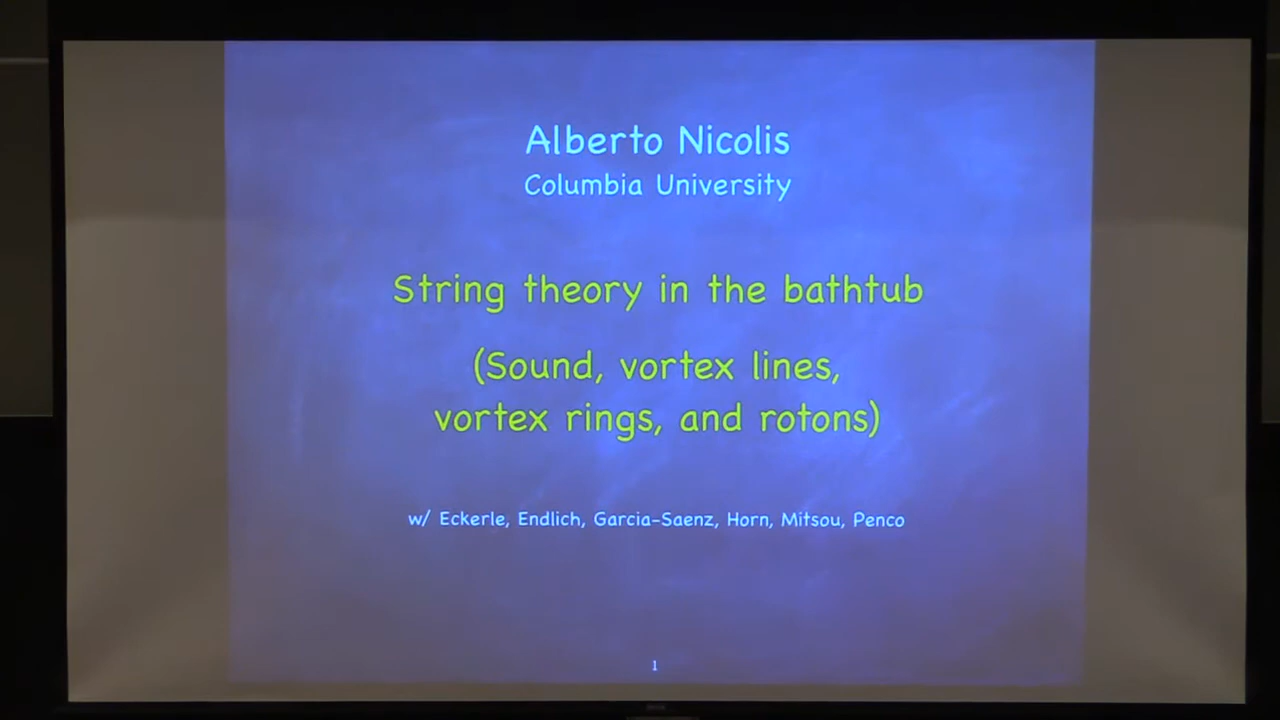 Alberto Nicolis
Columbia University
String theory in the bathtub
(Sound, vortex lines,
vortex rings, and rotons)
w/ Eckerle, Endlich, Garcia-Saenz, Horn, Mitsou, Penco
1